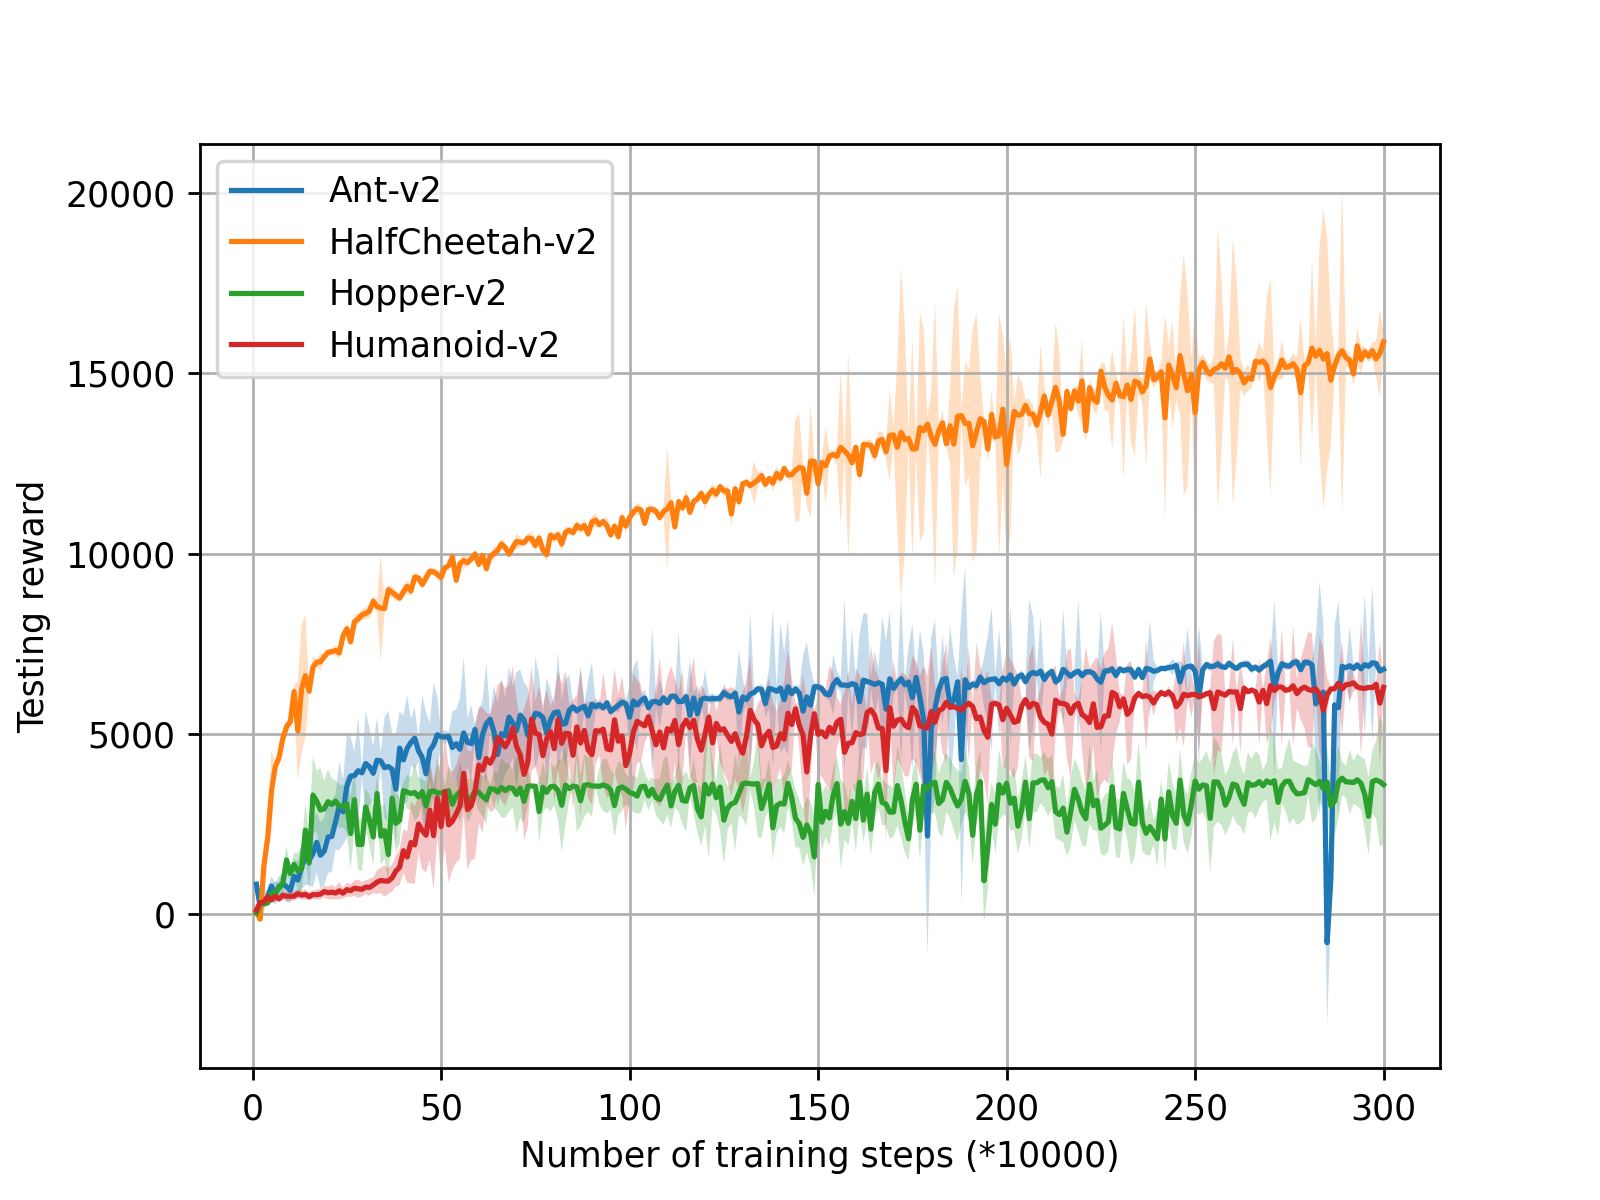 Ant-v2
HalfCheetah-v2
Hopper-v2
Humanoid-v2
20000
15000
10000
5000
0
Testing reward
0 50 100 150 200 250 300
Number of training steps (*10000)